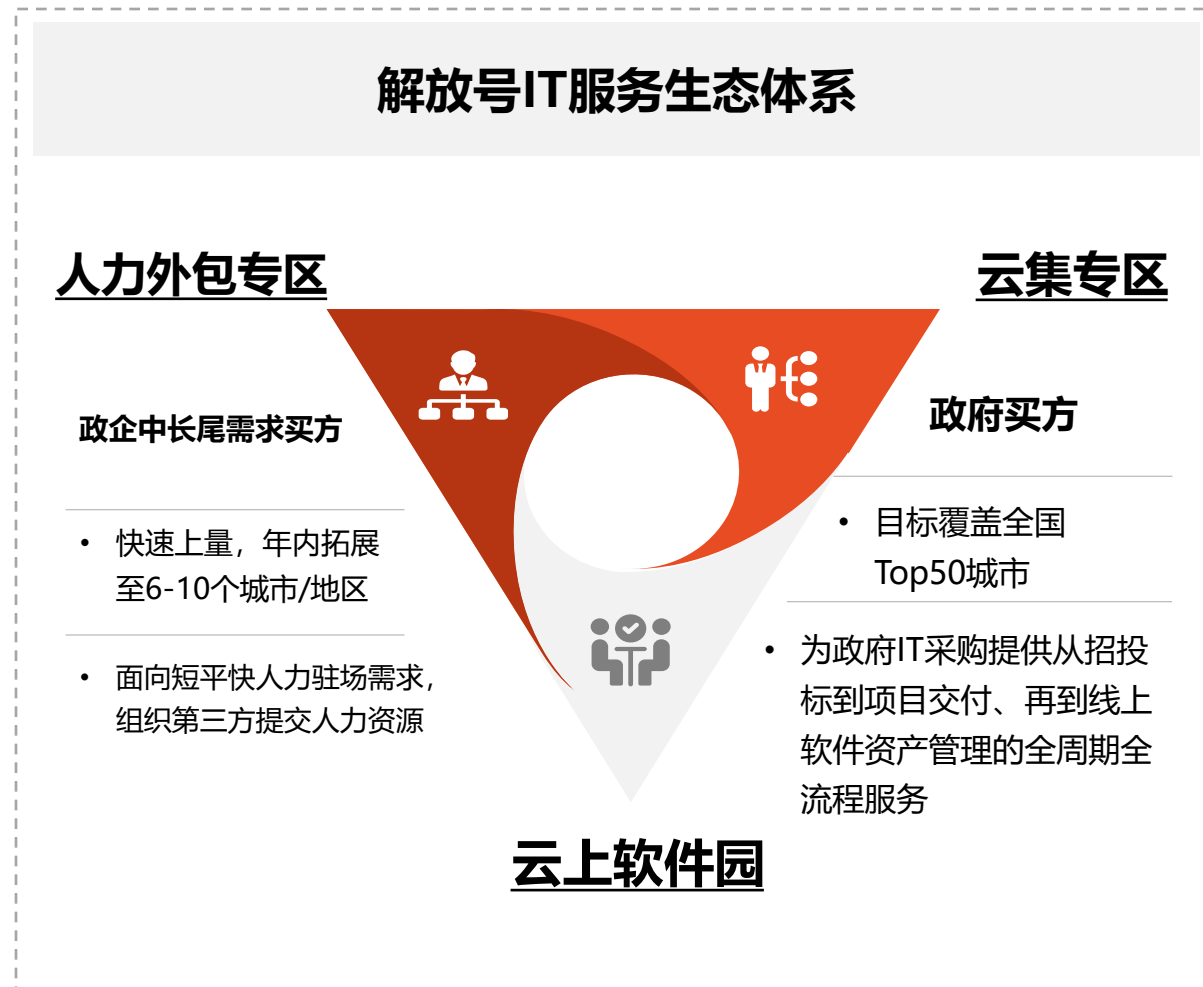 解放号IT服务生态体系
人力外包专区
政企中长尾需求买方
• 快速上量，年内拓展
至6-10个城市/地区
• 面向短平快人力驻场需求，
组织第三方提交人力资源
云集专区
政府买方
• 目标覆盖全国
Top50城市
• 为政府IT采购提供从招投
标到项目交付、再到线上
软件资产管理的全周期全
流程服务
云上软件园